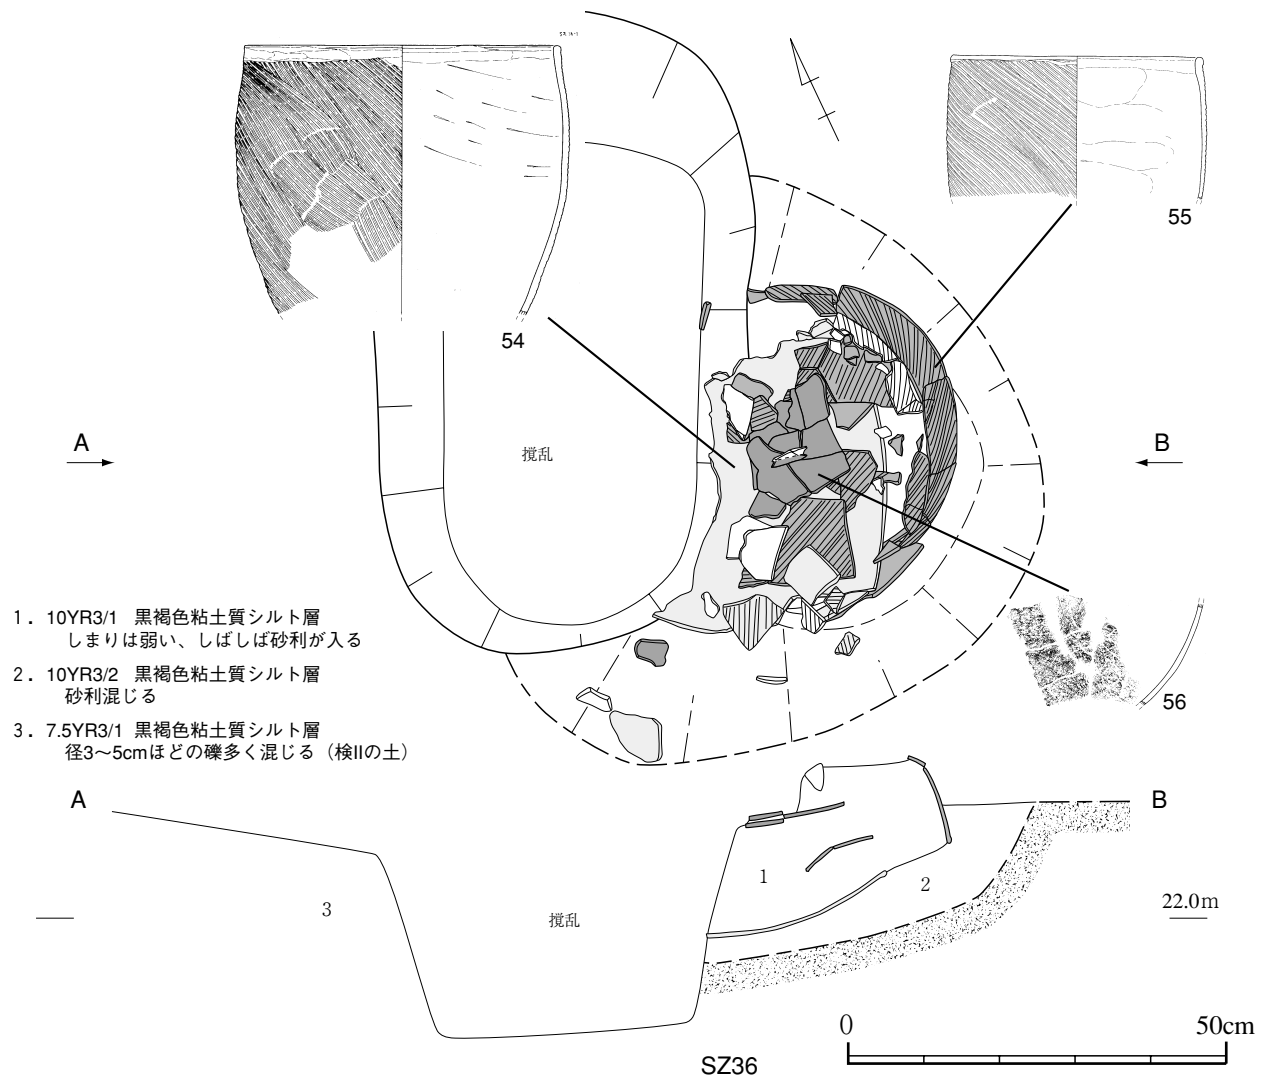 54
55
A
B
撹乱
1．10YR3/1 黒褐色粘土質シルト層
しまりは弱い、しばしば砂利が入る
2．10YR3/2 黒褐色粘土質シルト層
砂利混じる
3．7.5YR3/1 黒褐色粘土質シルト層
径3〜5cmほどの礫多く混じる（検IIの土）
56
A
B
1
2
3
撹乱
22.0m
0
50cm
SZ36